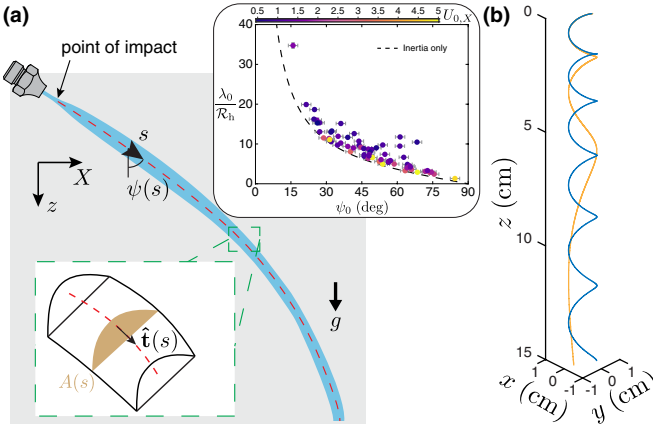 (a)
point of impact
s
X
ψ(s)
z
g
t̂(s)
A(s)
0.5 1 1.5 2 2.5 3 3.5 4 4.5 5 U₀,X
40
30
20
10
0
λ₀/ℛₕ
Inertia only
0 15 30 45 60 75 90
ψ₀ (deg)
(b)
0
5
10
15
z (cm)
1
0
-1
x (cm)
-1
0
1
y (cm)